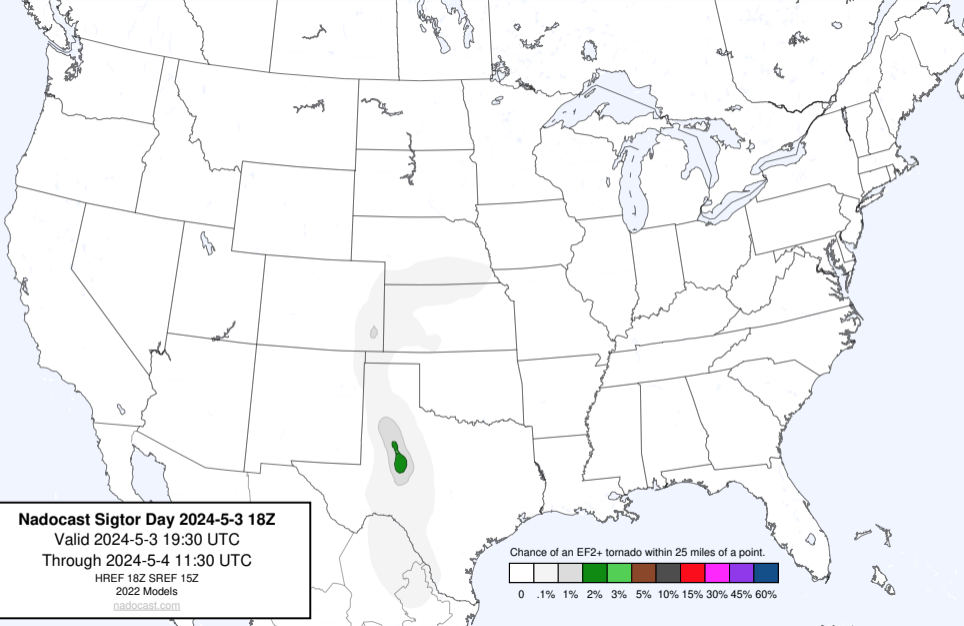 Nadocast Sigtor Day 2024-5-3 18Z
Valid 2024-5-3 19:30 UTC
Through 2024-5-4 11:30 UTC
HREF 18Z SREF 15Z
2022 Models
nadocast.com
Chance of an EF2+ tornado within 25 miles of a point.
0 .1% 1% 2% 3% 5% 10% 15% 30% 45% 60%